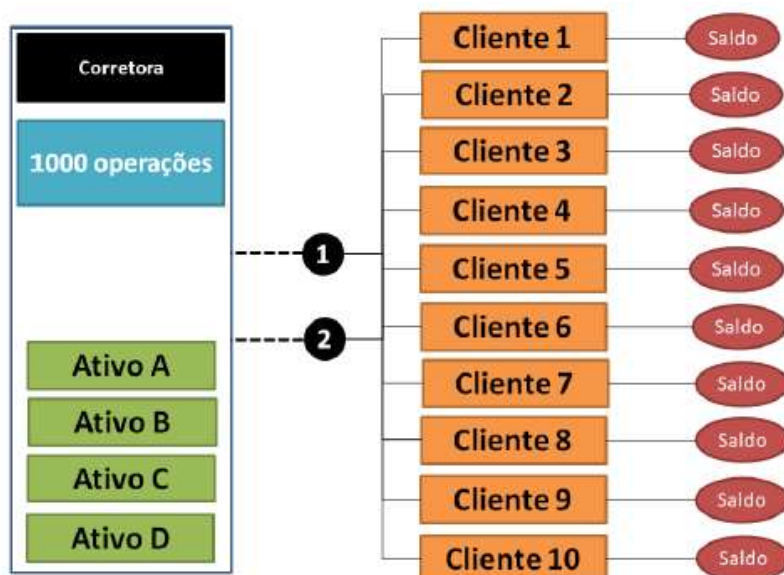 Corretora
1000 operações
1
2
Ativo A
Ativo B
Ativo C
Ativo D
Cliente 1
Saldo
Cliente 2
Saldo
Cliente 3
Saldo
Cliente 4
Saldo
Cliente 5
Saldo
Cliente 6
Saldo
Cliente 7
Saldo
Cliente 8
Saldo
Cliente 9
Saldo
Cliente 10
Saldo